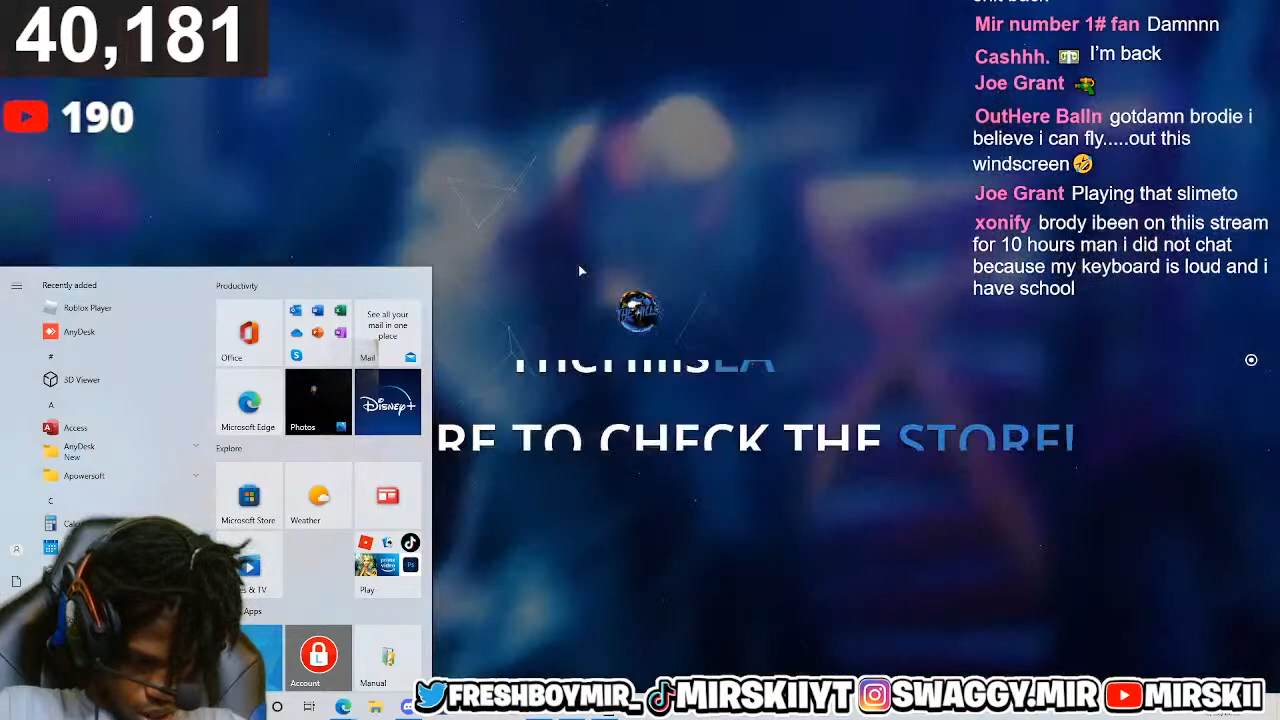 40,181
190
Mir number 1# fan Damnnn
Cashhh. I'm back
Joe Grant
OutHere Balln gotdamn brodie i
believe i can fly.....out this
windscreen
Joe Grant Playing that slimeto
xonify brody ibeen on thiis stream
for 10 hours man i did not chat
because my keyboard is loud and i
have school
Recently added
Roblox Player
AnyDesk
#
3D Viewer
A
Access
AnyDesk
New
Apowersoft
C
Productivity
Office
See all your
mail in one
place
Mail
Microsoft Edge
Photos
Disney+
Explore
Microsoft Store
Weather
Play
Account
Manual
THE HILLS
TheHillsLA
RE TO CHECK THE STORE!
FRESHBOYMIR_
MIRSKIIYT
SWAGGY.MIR
MIRSKII